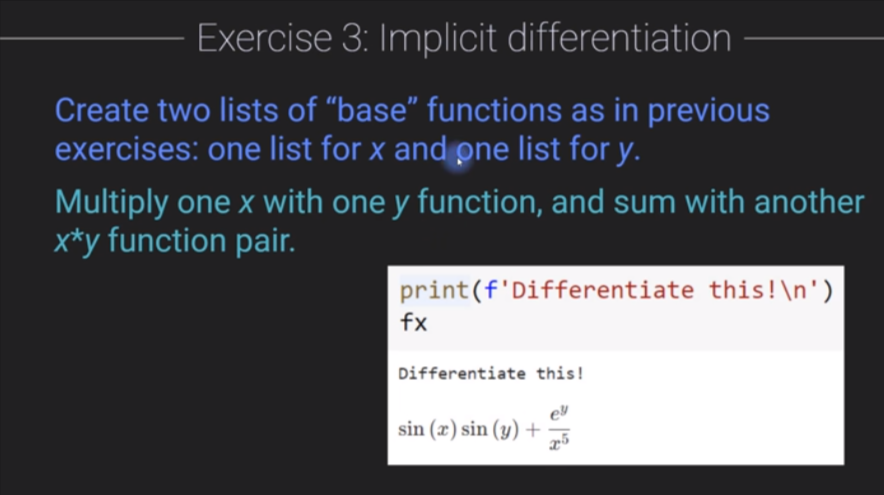 Exercise 3: Implicit differentiation
Create two lists of “base” functions as in previous
exercises: one list for x and one list for y.
Multiply one x with one y function, and sum with another
x*y function pair.
print(f'Differentiate this!\n')
fx
Differentiate this!
sin (x) sin (y) + e^y/x^5